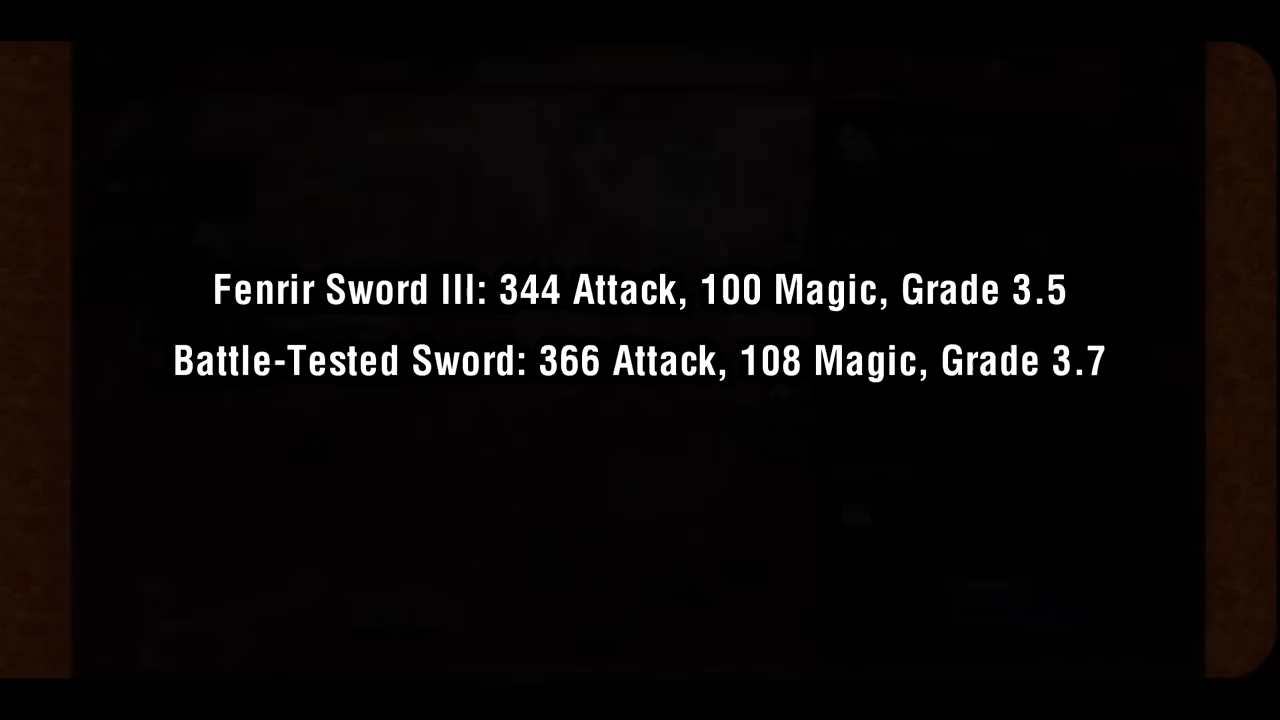 Fenrir Sword III: 344 Attack, 100 Magic, Grade 3.5
Battle-Tested Sword: 366 Attack, 108 Magic, Grade 3.7